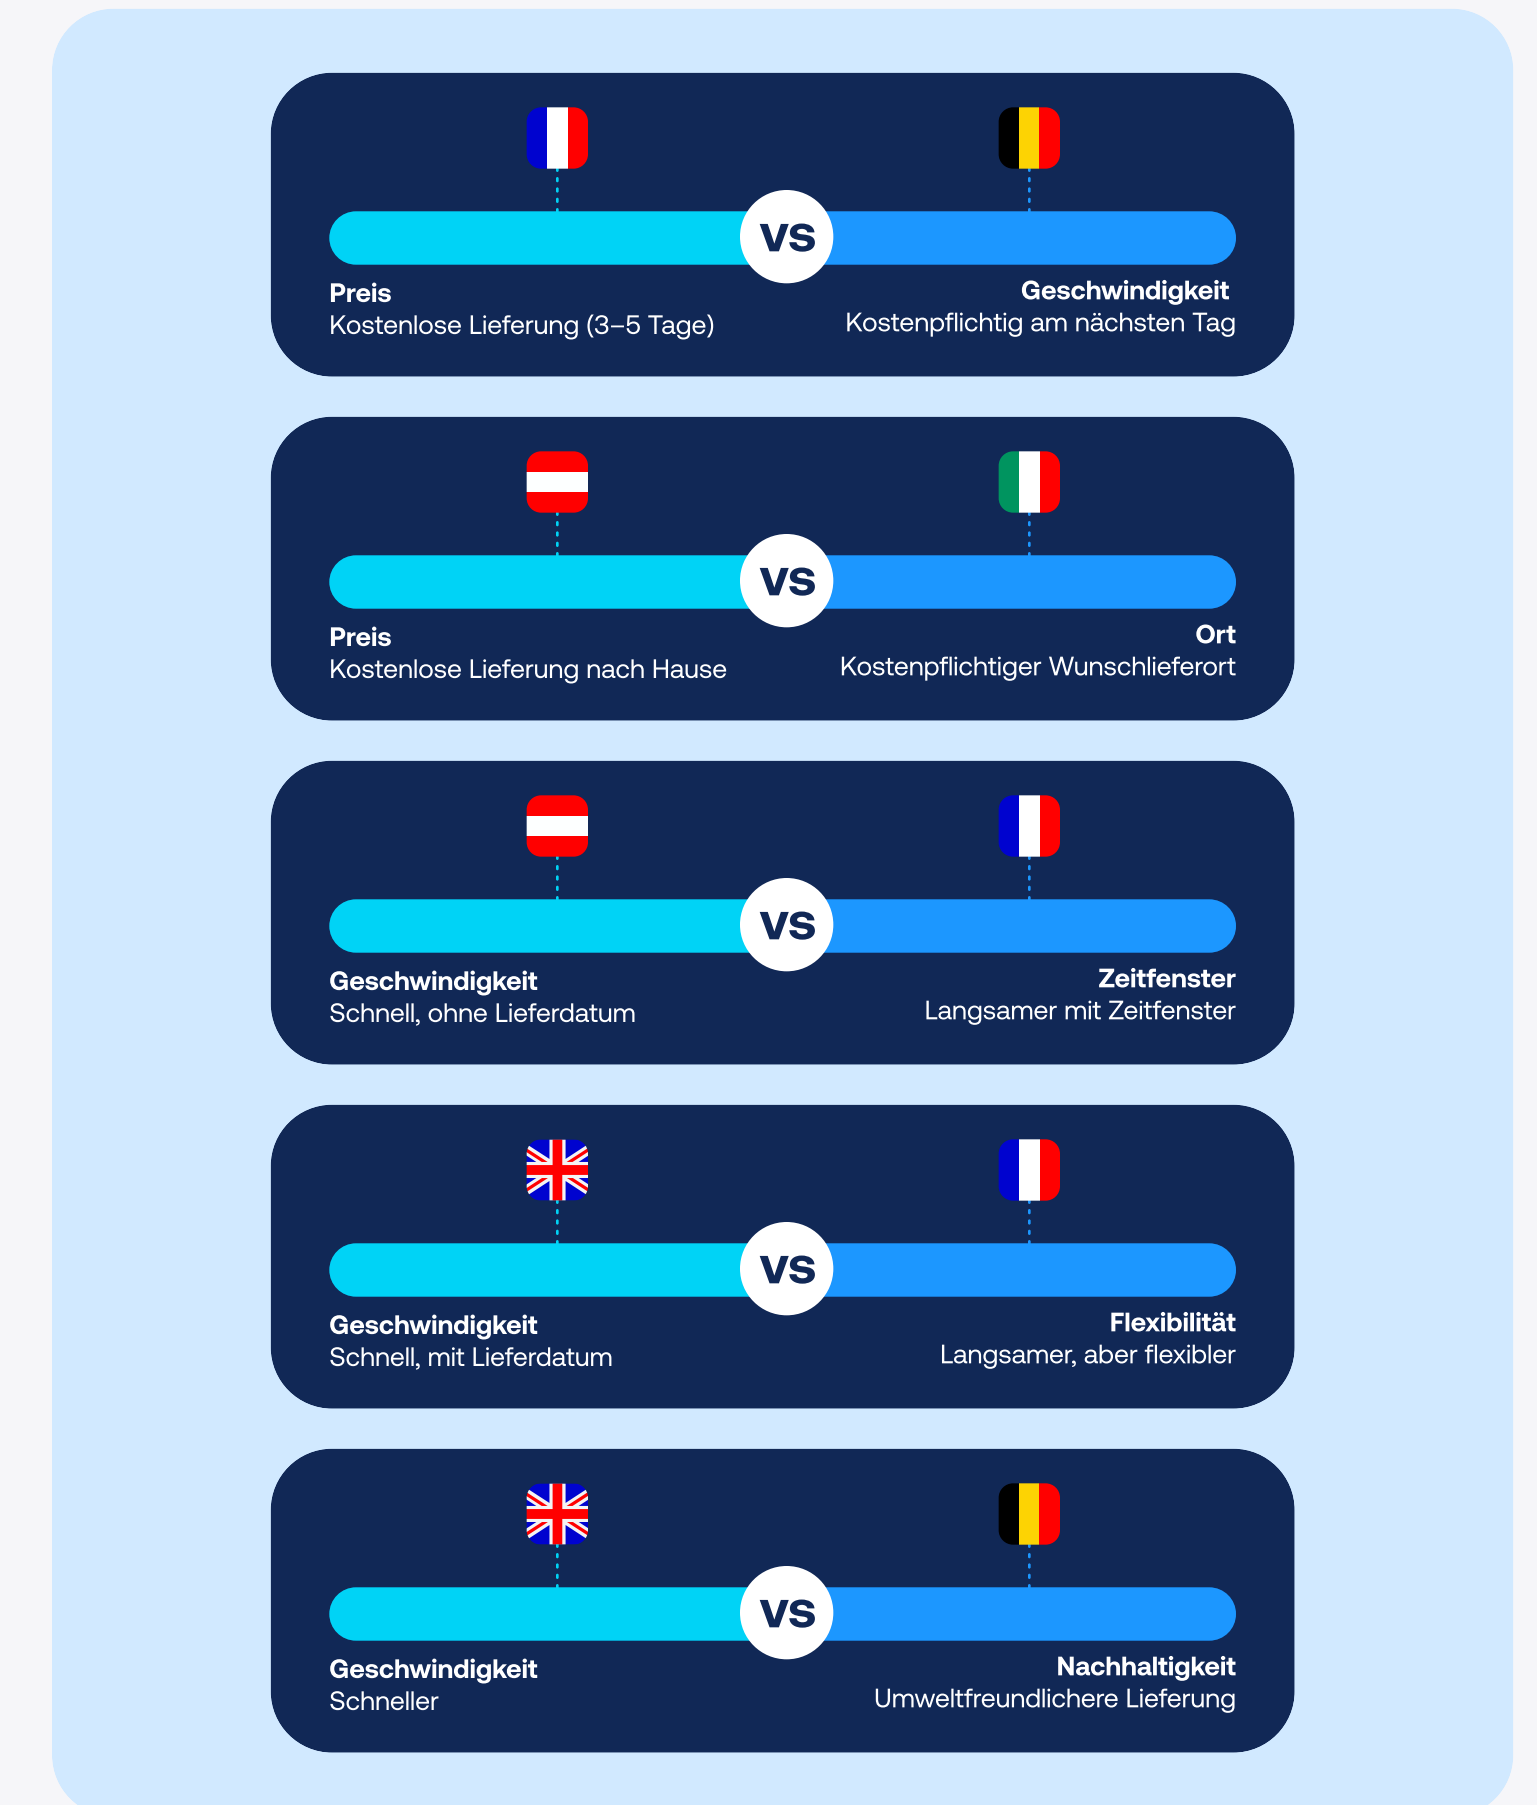 VS
Preis
Kostenlose Lieferung (3–5 Tage)
Geschwindigkeit
Kostenpflichtig am nächsten Tag
VS
Preis
Kostenlose Lieferung nach Hause
Ort
Kostenpflichtiger Wunschlieferort
VS
Geschwindigkeit
Schnell, ohne Lieferdatum
Zeitfenster
Langsamer mit Zeitfenster
VS
Geschwindigkeit
Schnell, mit Lieferdatum
Flexibilität
Langsamer, aber flexibler
VS
Geschwindigkeit
Schneller
Nachhaltigkeit
Umweltfreundlichere Lieferung